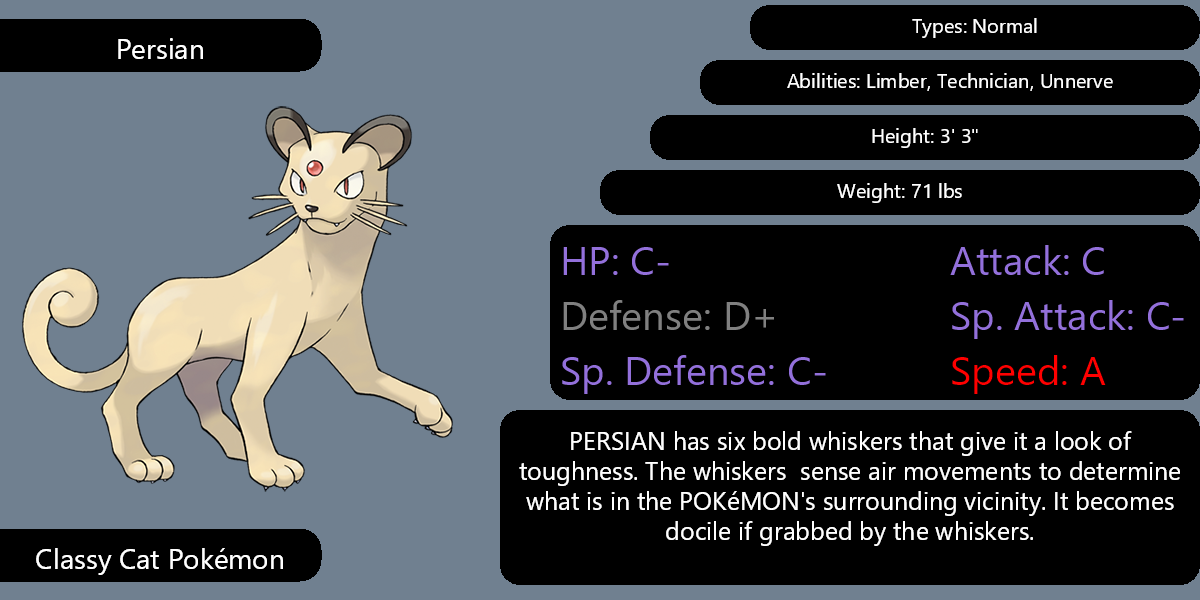 Persian
Types: Normal
Abilities: Limber, Technician, Unnerve
Height: 3' 3"
Weight: 71 lbs
HP: C-
Attack: C
Defense: D+
Sp. Attack: C-
Sp. Defense: C-
Speed: A
PERSIAN has six bold whiskers that give it a look of
toughness. The whiskers  sense air movements to determine
what is in the POKéMON's surrounding vicinity. It becomes
docile if grabbed by the whiskers.
Classy Cat Pokémon